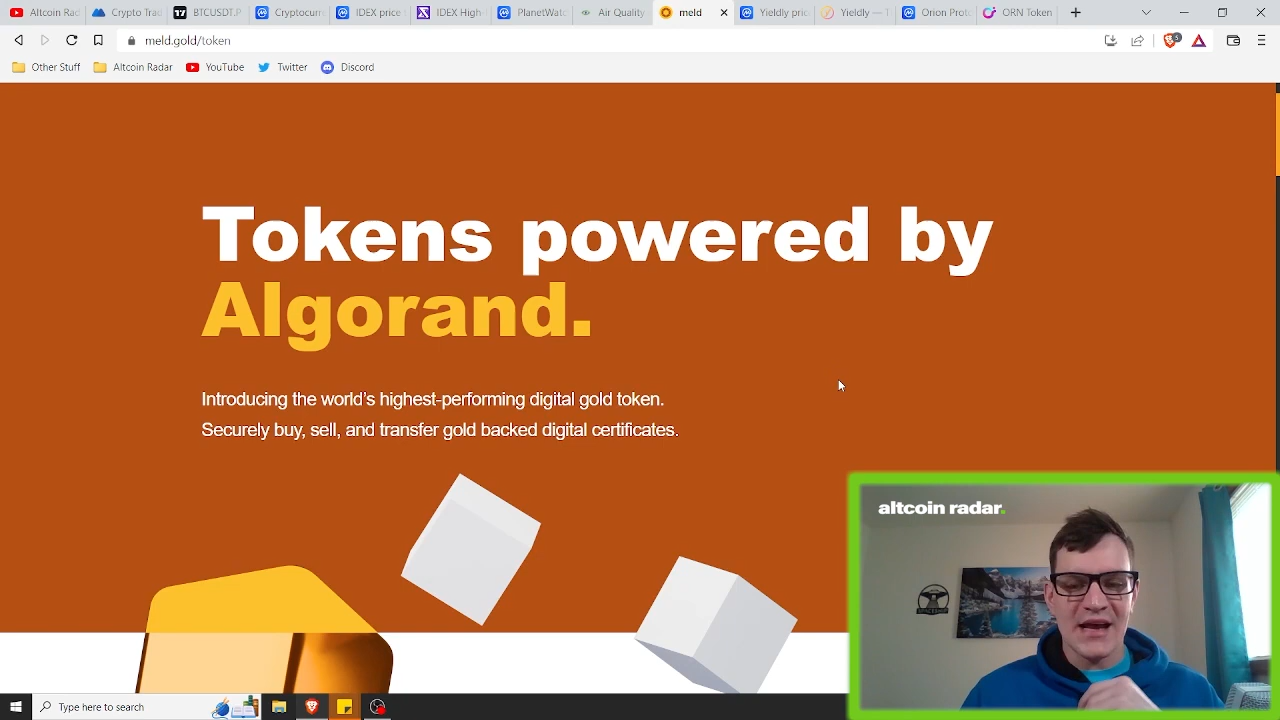 Altcoin Rad
Crypto Trad
BTCUSDT.P
Cryptocurr
IDEX price
IDEX High-
PlanetWatc
Air Quality
meld
Yieldly pric
Yieldly — T
Orion Proto
ORN Token
meld.gold/token
5
Other Stuff
Altcoin Radar
YouTube
Twitter
Discord
Tokens powered by
Algorand.
Introducing the world’s highest-performing digital gold token.
Securely buy, sell, and transfer gold backed digital certificates.
altcoin radar.
Type here to search